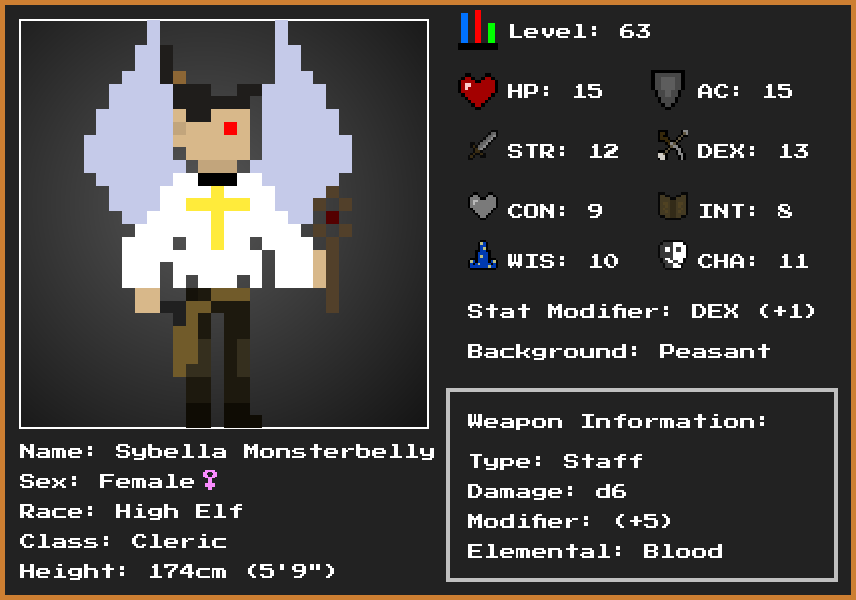 Level: 63
HP: 15
AC: 15
STR: 12
DEX: 13
CON: 9
INT: 8
WIS: 10
CHA: 11
Stat Modifier: DEX (+1)
Background: Peasant
Weapon Information:
Type: Staff
Damage: d6
Modifier: (+5)
Elemental: Blood
Name: Sybella Monsterbelly
Sex: Female♀
Race: High Elf
Class: Cleric
Height: 174cm (5'9")